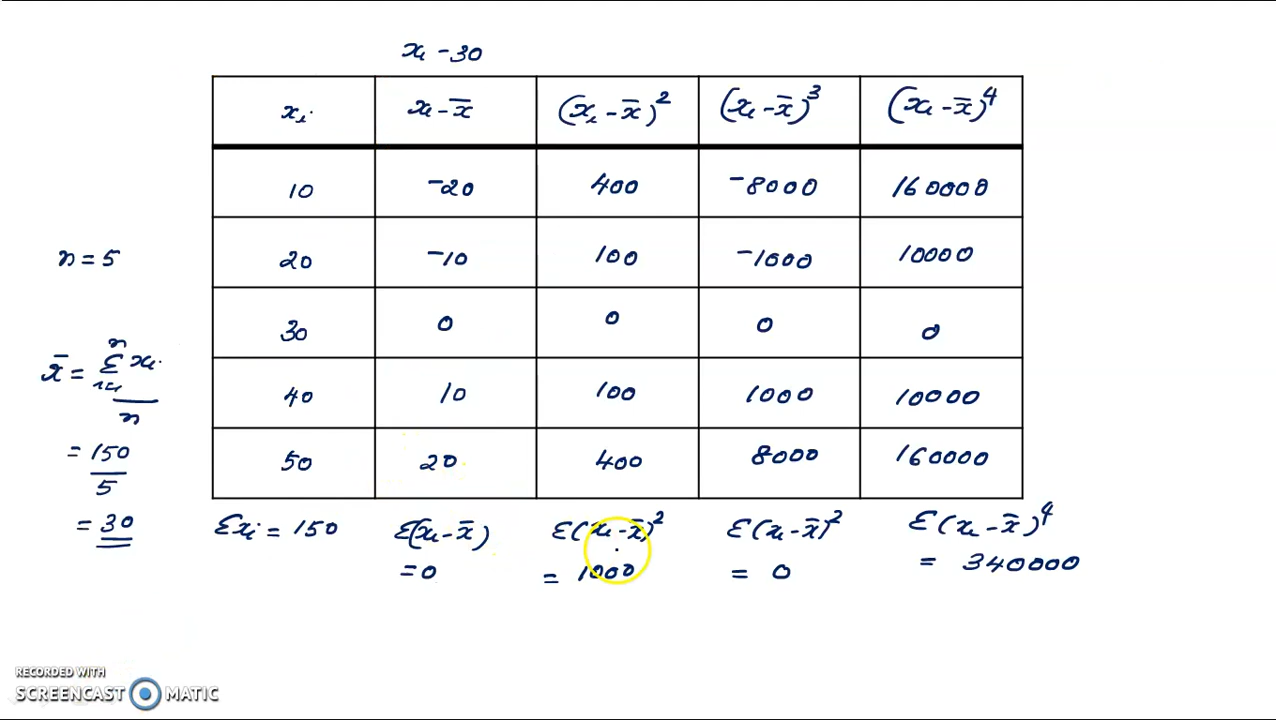 xi - 30
xi xi - x̄ (xi - x̄)² (xi - x̄)³ (xi - x̄)⁴
10 -20 400 -8000 160000
20 -10 100 -1000 10000
30 0 0 0 0
40 10 100 1000 10000
50 20 400 8000 160000
Σxi = 150 Σ(xi - x̄) Σ(xi - x̄)² Σ(xi - x̄)² Σ(xi - x̄)⁴
= 0 = 1000 = 0 = 340000
n = 5
x̄ = Σ xi
n
= 150
5
= 30
RECORDED WITH
SCREENCAST MATIC